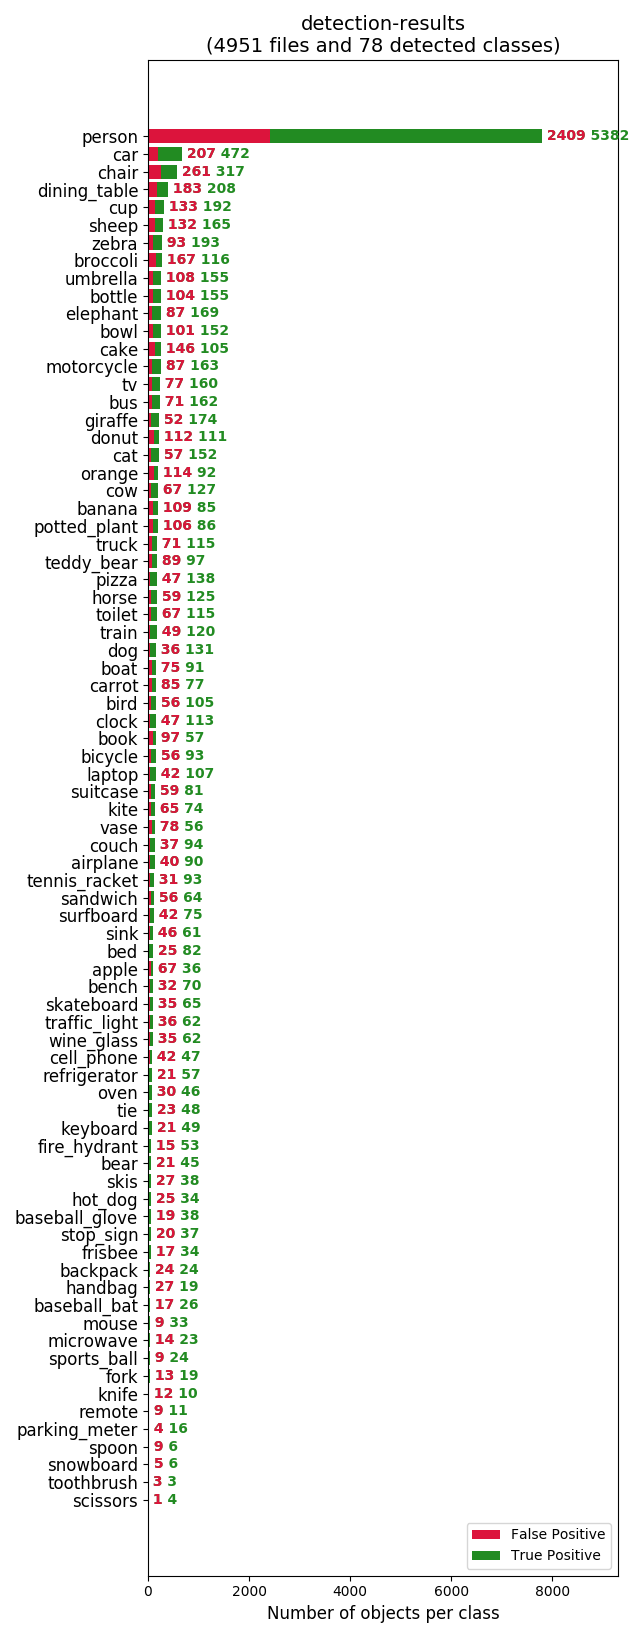 detection-results
(4951 files and 78 detected classes)
person 2409 5382
car 207 472
chair 261 317
dining_table 183 208
cup 133 192
sheep 132 165
zebra 93 193
broccoli 167 116
umbrella 108 155
bottle 104 155
elephant 87 169
bowl 101 152
cake 146 105
motorcycle 87 163
tv 77 160
bus 71 162
giraffe 52 174
donut 112 111
cat 57 152
orange 114 92
cow 67 127
banana 109 85
potted_plant 106 86
truck 71 115
teddy_bear 89 97
pizza 47 138
horse 59 125
toilet 67 115
train 49 120
dog 36 131
boat 75 91
carrot 85 77
bird 56 105
clock 47 113
book 97 57
bicycle 56 93
laptop 42 107
suitcase 59 81
kite 65 74
vase 78 56
couch 37 94
airplane 40 90
tennis_racket 31 93
sandwich 56 64
surfboard 42 75
sink 46 61
bed 25 82
apple 67 36
bench 32 70
skateboard 35 65
traffic_light 36 62
wine_glass 35 62
cell_phone 42 47
refrigerator 21 57
oven 30 46
tie 23 48
keyboard 21 49
fire_hydrant 15 53
bear 21 45
skis 27 38
hot_dog 25 34
baseball_glove 19 38
stop_sign 20 37
frisbee 17 34
backpack 24 24
handbag 27 19
baseball_bat 17 26
mouse 9 33
microwave 14 23
sports_ball 9 24
fork 13 19
knife 12 10
remote 9 11
parking_meter 4 16
spoon 9 6
snowboard 5 6
toothbrush 3 3
scissors 1 4
False Positive
True Positive
0 2000 4000 6000 8000
Number of objects per class